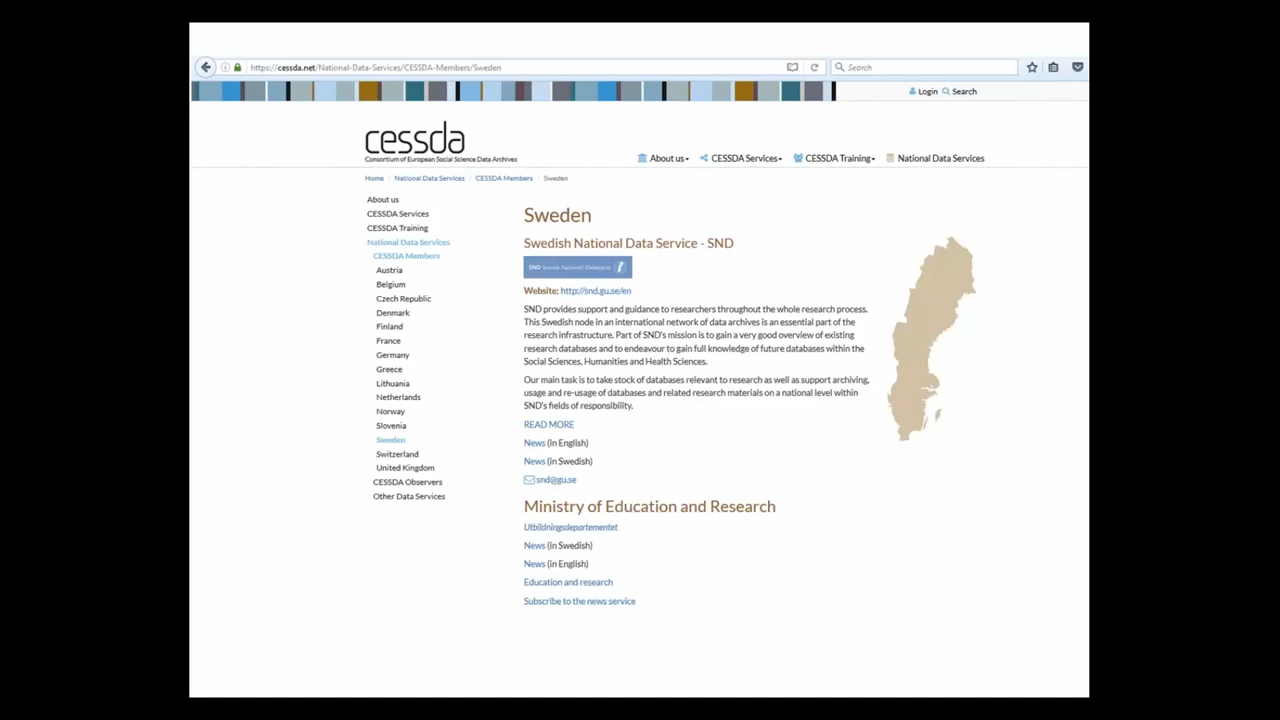 https://cessda.net/National-Data-Services/CESSDA-Members/Sweden
Search
Login Search
cessda
Consortium of European Social Science Data Archives
About us CESSDA Services CESSDA Training National Data Services
Home / National Data Services / CESSDA Members / Sweden
About us
CESSDA Services
CESSDA Training
National Data Services
CESSDA Members
Austria
Belgium
Czech Republic
Denmark
Finland
France
Germany
Greece
Lithuania
Netherlands
Norway
Slovenia
Sweden
Switzerland
United Kingdom
CESSDA Observers
Other Data Services
Sweden
Swedish National Data Service - SND
SND Svensk Nationell Datatjänst
Website: http://snd.gu.se/en
SND provides support and guidance to researchers throughout the whole research process.
This Swedish node in an international network of data archives is an essential part of the
research infrastructure. Part of SND's mission is to gain a very good overview of existing
research databases and to endeavour to gain full knowledge of future databases within the
Social Sciences, Humanities and Health Sciences.
Our main task is to take stock of databases relevant to research as well as support archiving,
usage and re-usage of databases and related research materials on a national level within
SND's fields of responsibility.
READ MORE
News (in English)
News (in Swedish)
snd@gu.se
Ministry of Education and Research
Utbildningsdepartementet
News (in Swedish)
News (in English)
Education and research
Subscribe to the news service